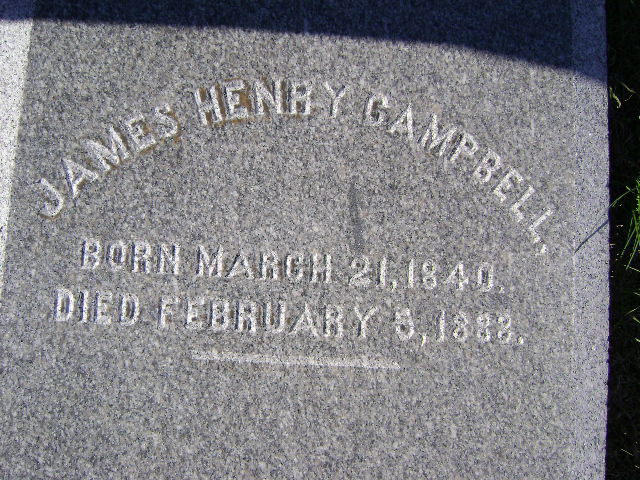 JAMES HENRY CAMPBELL,
BORN MARCH 21, 1840.
DIED FEBRUARY 5, 1888.